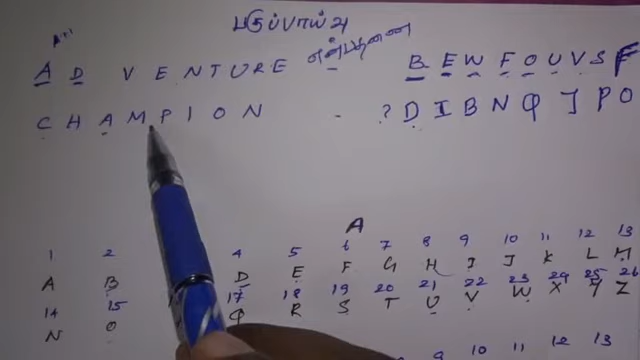 பகுப்பாய்வு
A+1
A D V E N T U R E என்பதனை - B E W F O U V S F
C H A M P I O N - ? D I B N Q J P O
A
1 2 4 5 6 7 8 9 10 11 12 13
A B D E F G H I J K L M
14 15 17 18 19 20 21 22 23 24 25 26
N O Q R S T U V W X Y Z
9 10 11 12 13